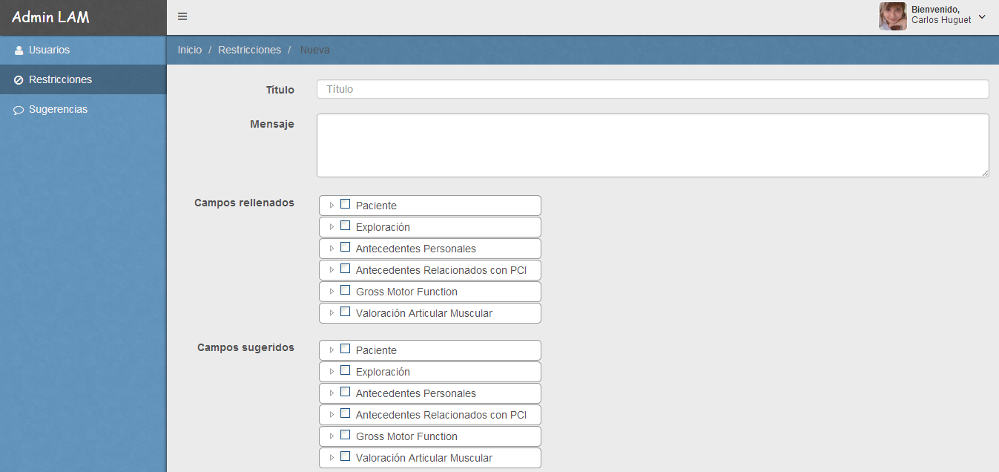 Admin LAM
Bienvenido,
Carlos Huguet
Usuarios
Restricciones
Sugerencias
Inicio / Restricciones / Nueva
Título
Título
Mensaje
Campos rellenados
Paciente
Exploración
Antecedentes Personales
Antecedentes Relacionados con PCI
Gross Motor Function
Valoración Articular Muscular
Campos sugeridos
Paciente
Exploración
Antecedentes Personales
Antecedentes Relacionados con PCI
Gross Motor Function
Valoración Articular Muscular